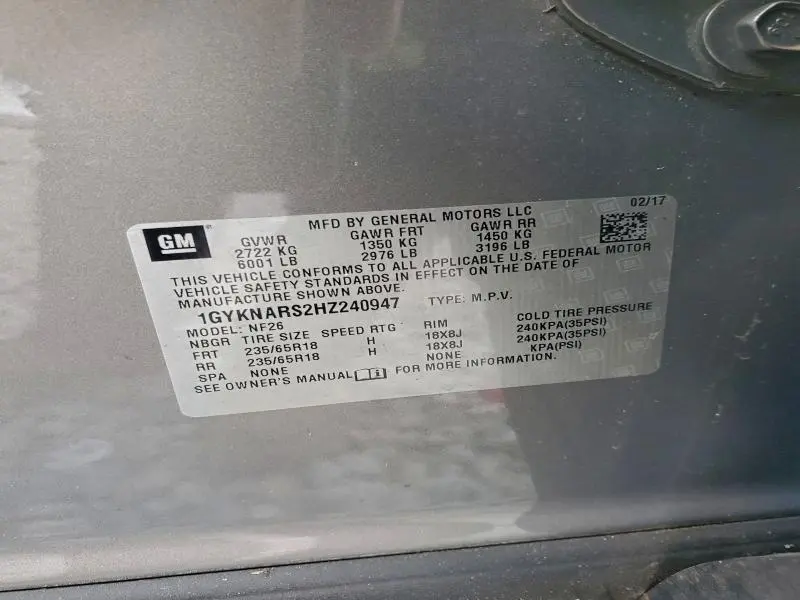 GM
MFD BY GENERAL MOTORS LLC 02/17
GVWR GAWR FRT GAWR RR
2722 KG 1350 KG 1450 KG
6001 LB 2976 LB 3196 LB
THIS VEHICLE CONFORMS TO ALL APPLICABLE U.S. FEDERAL MOTOR
VEHICLE SAFETY STANDARDS IN EFFECT ON THE DATE OF
MANUFACTURE SHOWN ABOVE.
1GYKNARS2HZ240947 TYPE: M.P.V.
MODEL: NF26
NBGR TIRE SIZE SPEED RTG RIM COLD TIRE PRESSURE
FRT 235/65R18 H 18X8J 240KPA(35PSI)
RR 235/65R18 H 18X8J 240KPA(35PSI)
SPA NONE NONE KPA(PSI)
SEE OWNER'S MANUAL FOR MORE INFORMATION.